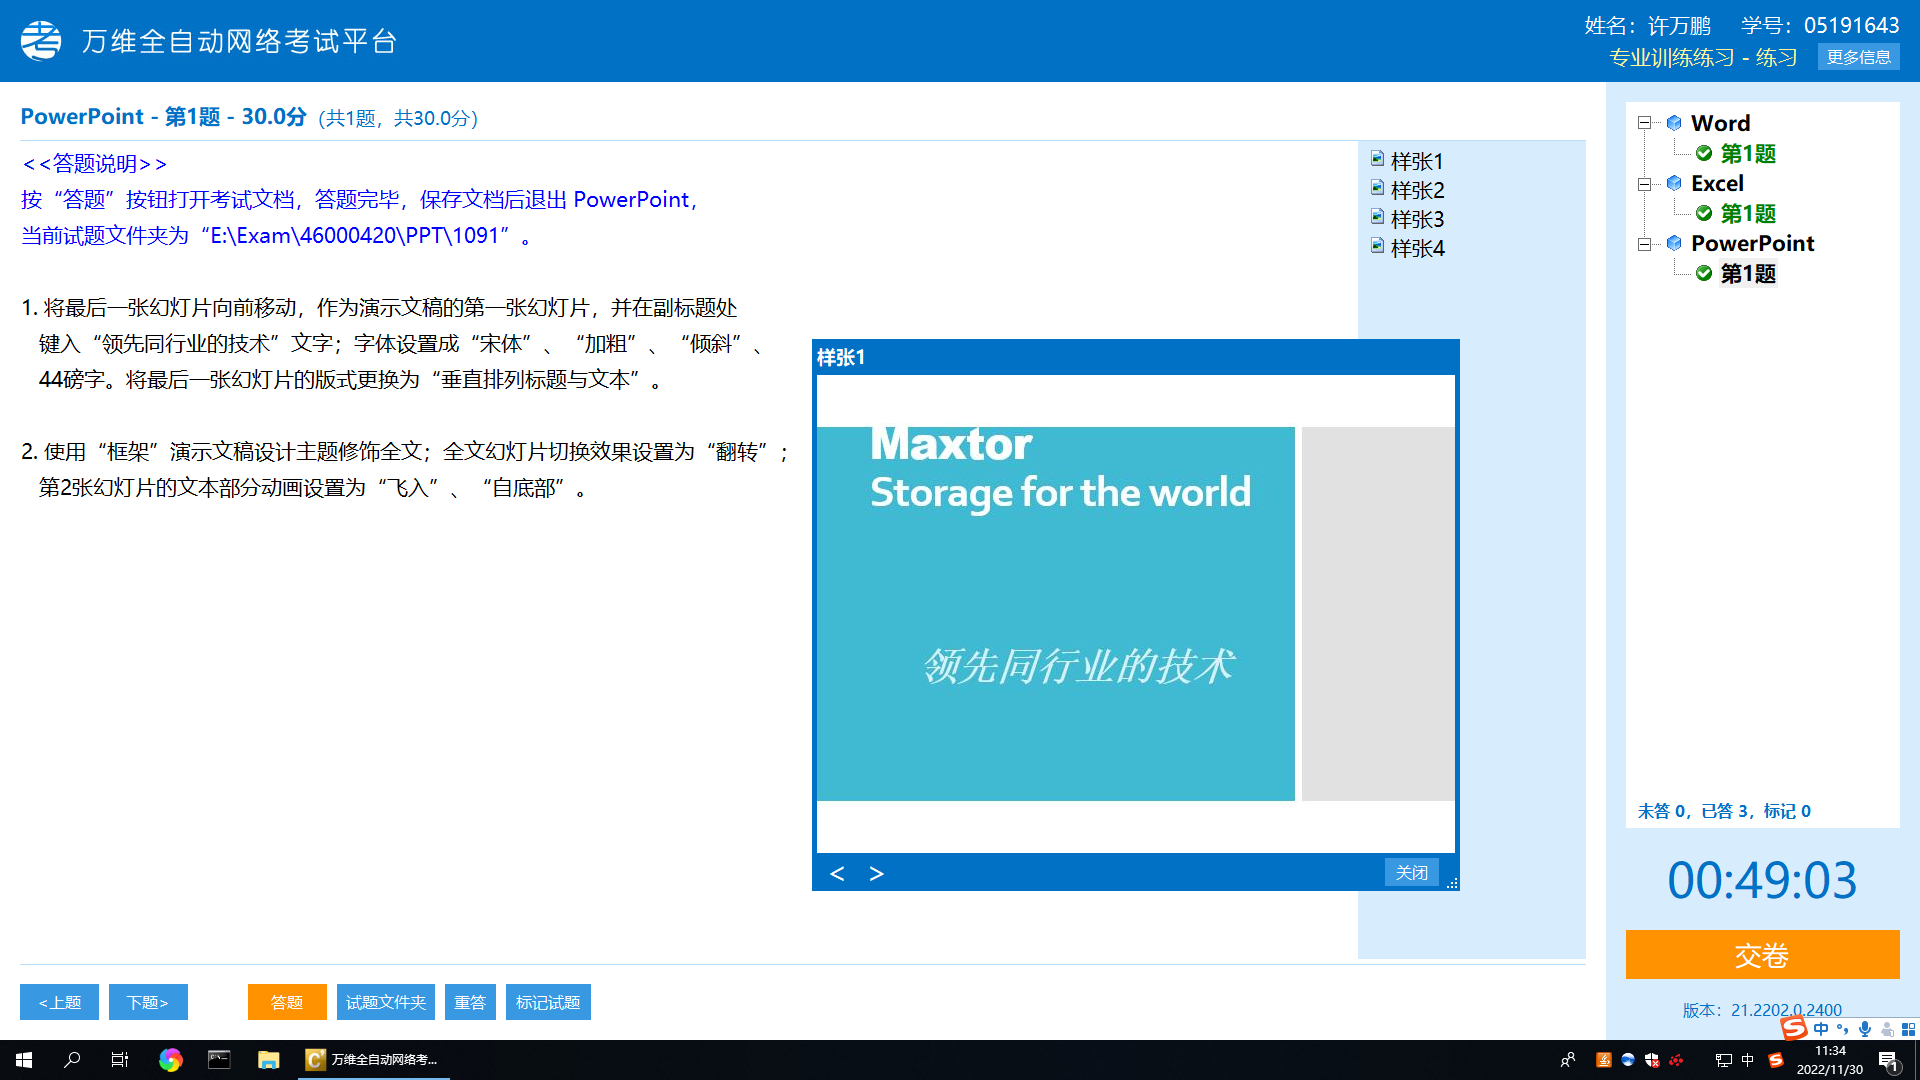 万维全自动网络考试平台
姓名：许万鹏 学号：05191643
专业训练练习 - 练习 更多信息
PowerPoint - 第1题 - 30.0分 (共1题，共30.0分)
<<答题说明>>
按“答题”按钮打开考试文档，答题完毕，保存文档后退出 PowerPoint，
当前试题文件夹为“E:\Exam\46000420\PPT\1091”。
1. 将最后一张幻灯片向前移动，作为演示文稿的第一张幻灯片，并在副标题处
键入“领先同行业的技术”文字；字体设置成“宋体”、“加粗”、“倾斜”、
44磅字。将最后一张幻灯片的版式更换为“垂直排列标题与文本”。
2. 使用“框架”演示文稿设计主题修饰全文；全文幻灯片切换效果设置为“翻转”；
第2张幻灯片的文本部分动画设置为“飞入”、“自底部”。
样张1
样张2
样张3
样张4
样张1
Maxtor
Storage for the world
领先同行业的技术
< >
关闭
Word
第1题
Excel
第1题
PowerPoint
第1题
未答 0，已答 3，标记 0
00:49:03
交卷
版本：21.2202.0.2400
<上题
下题>
答题
试题文件夹
重答
标记试题
中
万维全自动网络考...
中
11:34
2022/11/30
1